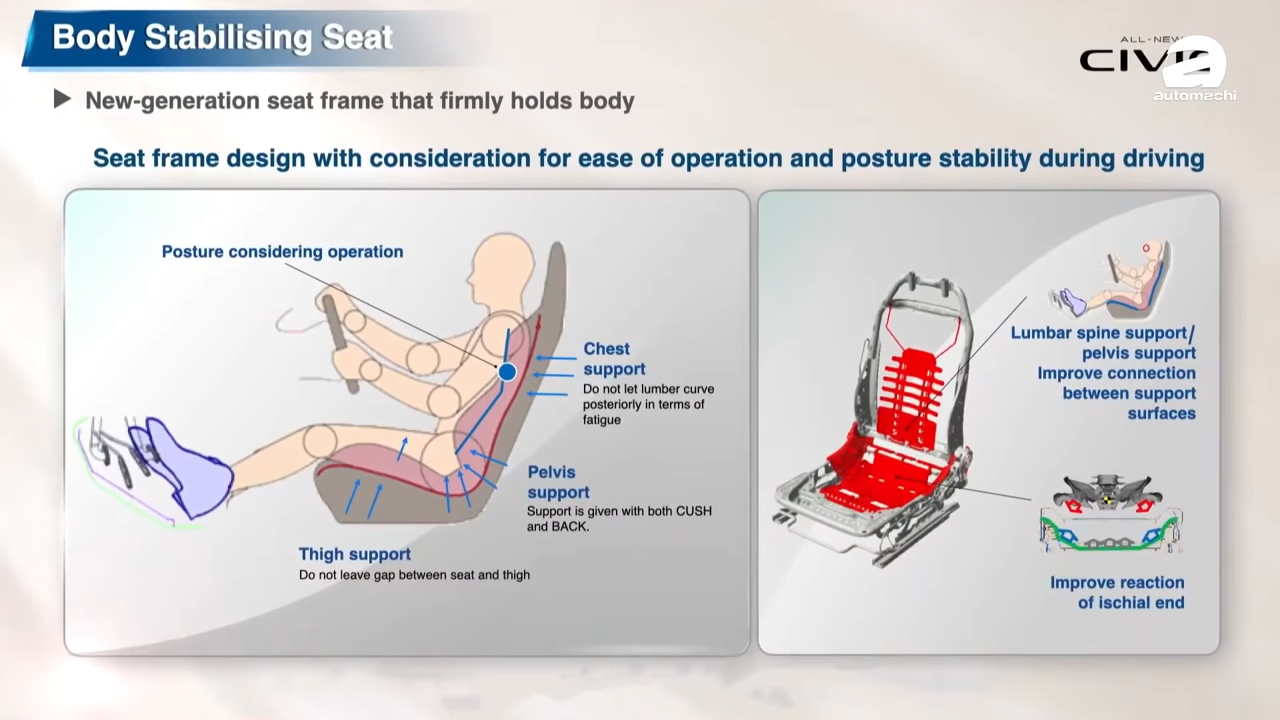 Body Stabilising Seat
ALL-NEW
CIVIC
automachi
▶ New-generation seat frame that firmly holds body
Seat frame design with consideration for ease of operation and posture stability during driving
Posture considering operation
Chest
support
Do not let lumber curve
posteriorly in terms of
fatigue
Pelvis
support
Support is given with both CUSH
and BACK.
Thigh support
Do not leave gap between seat and thigh
Lumbar spine support/
pelvis support
Improve connection
between support
surfaces
Improve reaction
of ischial end